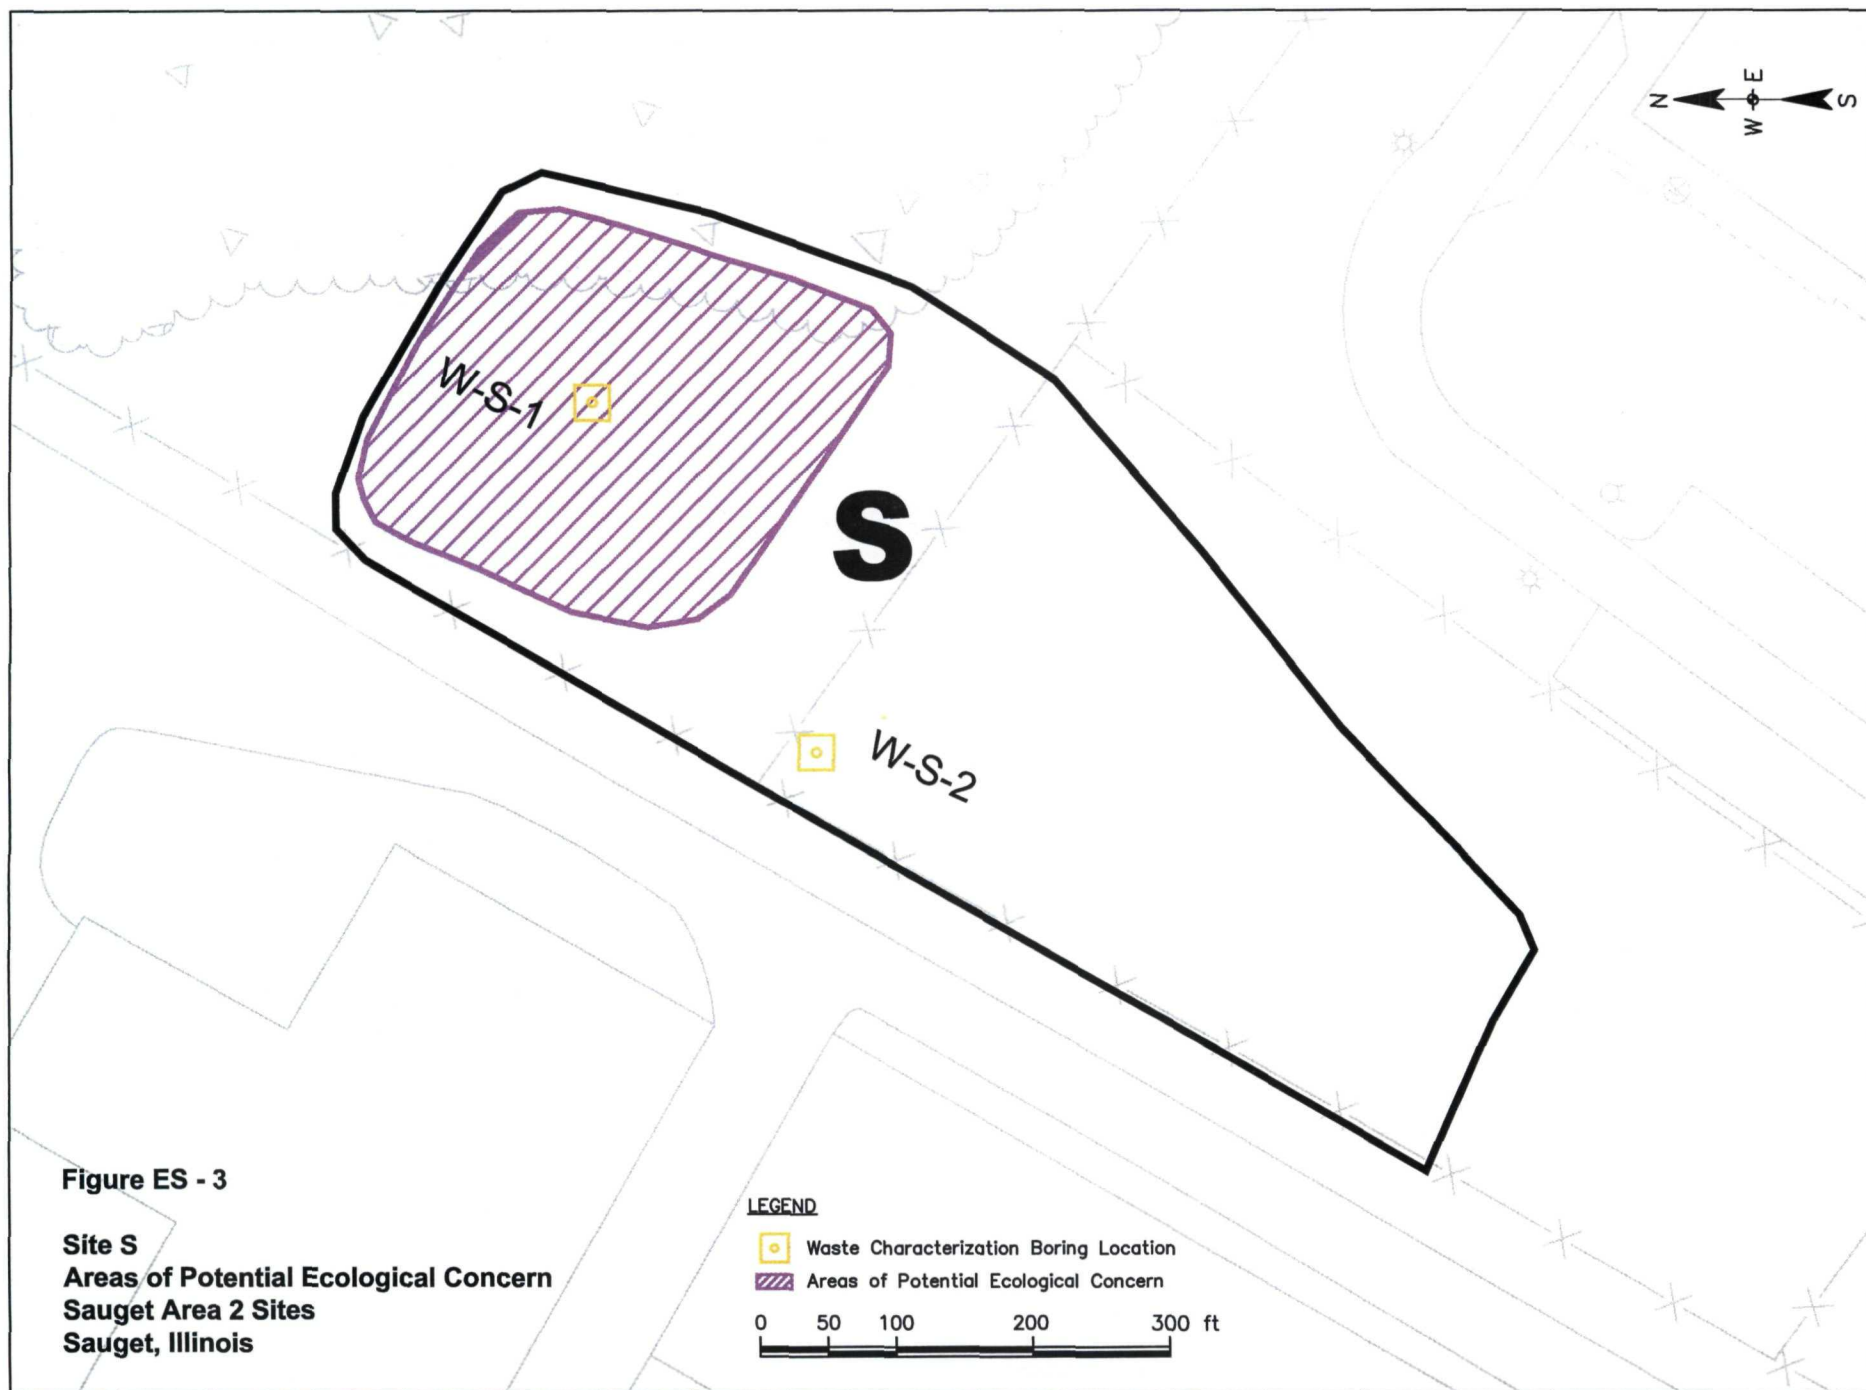 N
E
W
S
W-S-1
S
W-S-2
Figure ES - 3
Site S
Areas of Potential Ecological Concern
Sauget Area 2 Sites
Sauget, Illinois
LEGEND
Waste Characterization Boring Location
Areas of Potential Ecological Concern
0 50 100 200 300 ft